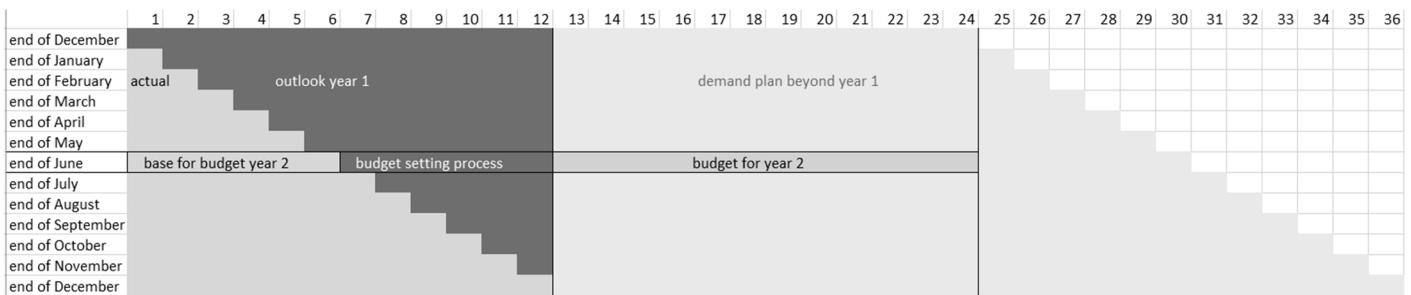 1 2 3 4 5 6 7 8 9 10 11 12 13 14 15 16 17 18 19 20 21 22 23 24 25 26 27 28 29 30 31 32 33 34 35 36
end of December
end of January
end of February actual outlook year 1 demand plan beyond year 1
end of March
end of April
end of May
end of June base for budget year 2 budget setting process budget for year 2
end of July
end of August
end of September
end of October
end of November
end of December